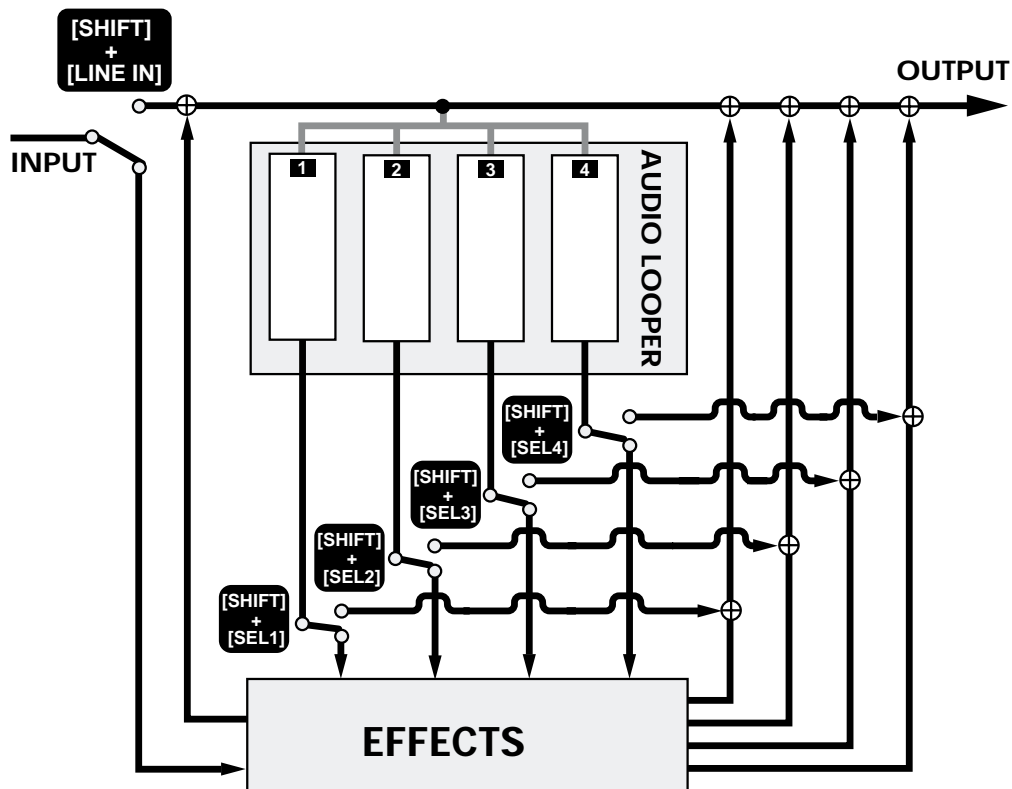 [SHIFT]
+
[LINE IN]
OUTPUT
INPUT
1
2
3
4
AUDIO LOOPER
[SHIFT]
+
[SEL4]
[SHIFT]
+
[SEL3]
[SHIFT]
+
[SEL2]
[SHIFT]
+
[SEL1]
EFFECTS